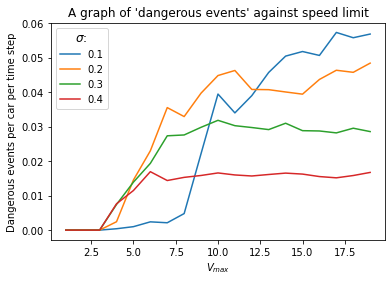 A graph of 'dangerous events' against speed limit
Dangerous events per car per time step
0.06
0.05
0.04
0.03
0.02
0.01
0.00
σ:
0.1
0.2
0.3
0.4
2.5 5.0 7.5 10.0 12.5 15.0 17.5
V_max